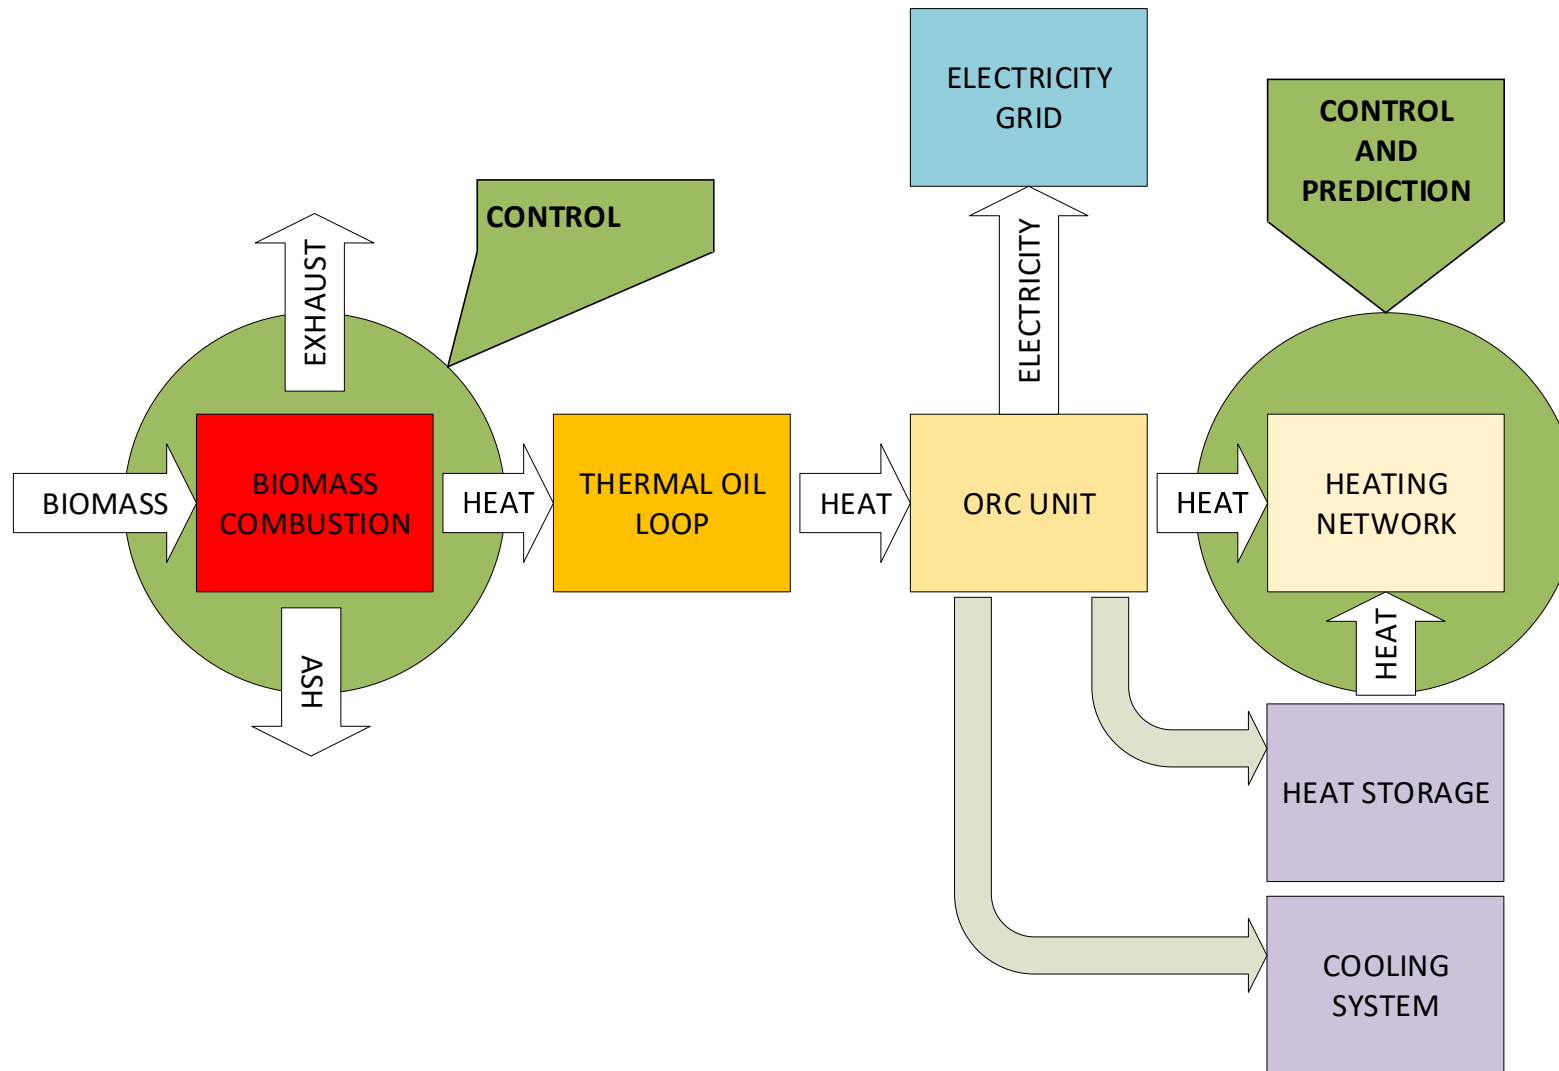 ELECTRICITY
GRID
CONTROL
AND
PREDICTION
CONTROL
EXHAUST
ELECTRICITY
BIOMASS
BIOMASS
COMBUSTION
HEAT
THERMAL OIL
LOOP
HEAT
ORC UNIT
HEAT
HEATING
NETWORK
ASH
HEAT
HEAT STORAGE
COOLING
SYSTEM